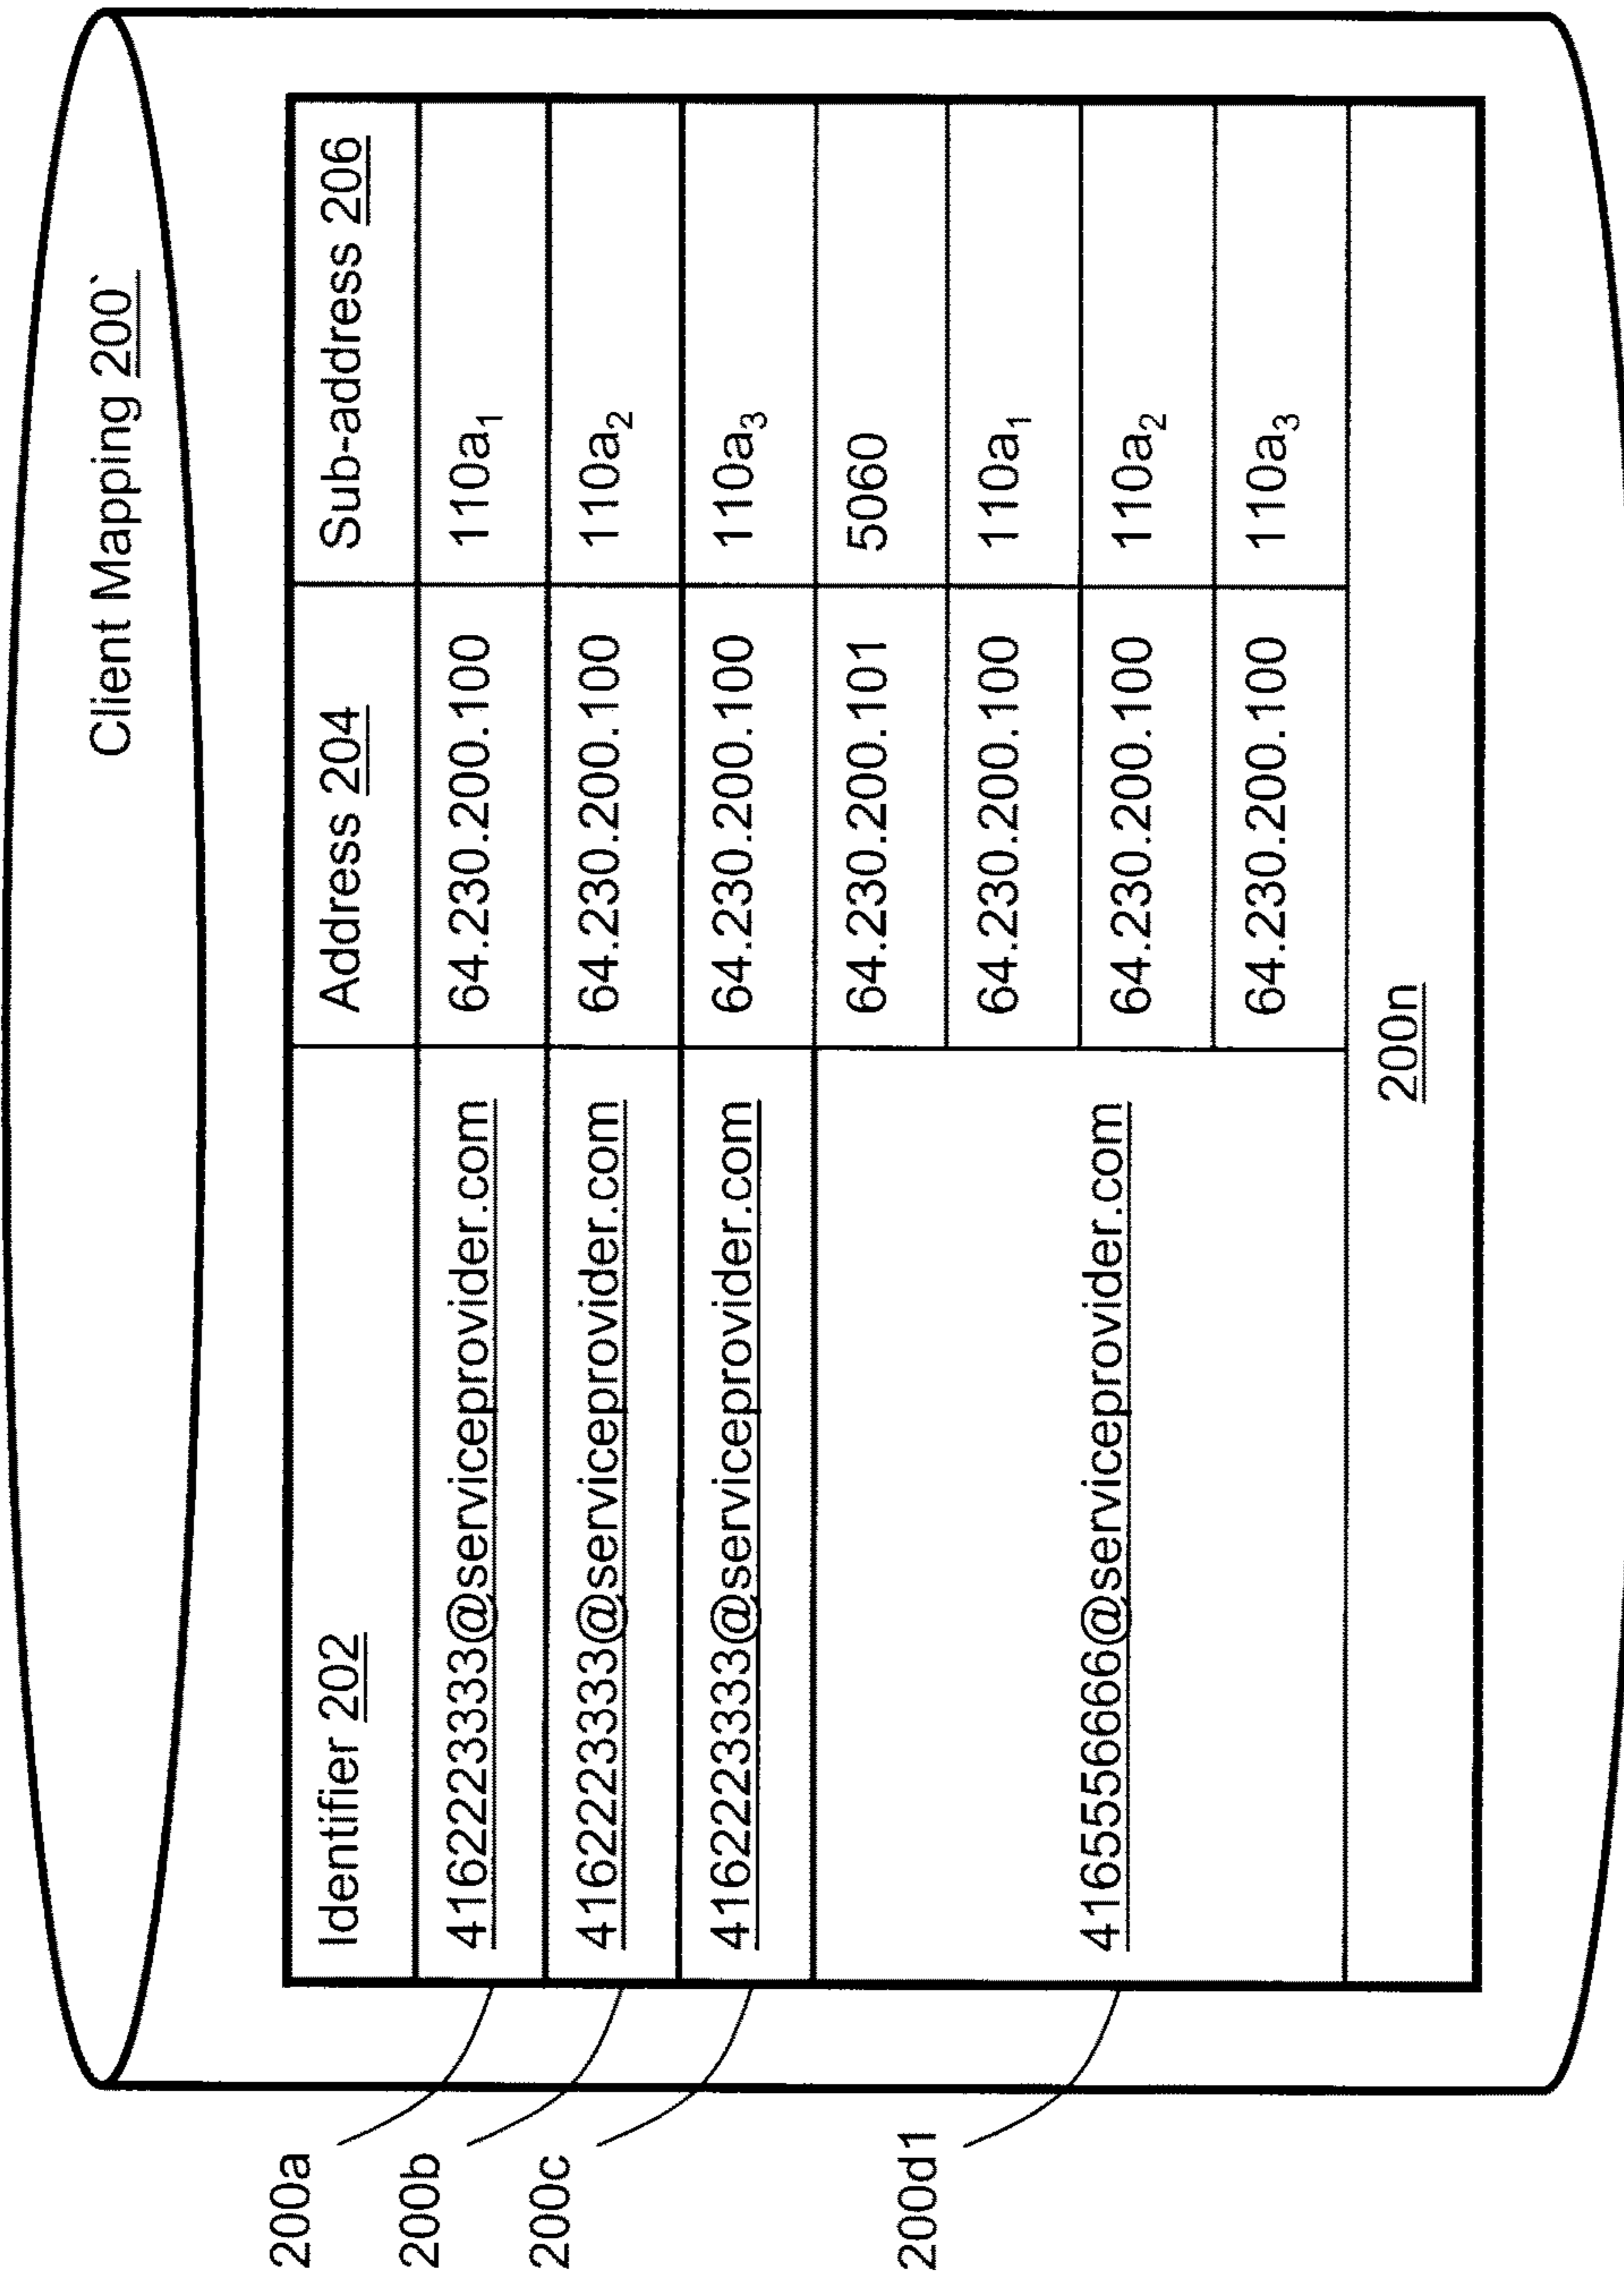 Client Mapping 200`
Identifier 202 Address 204 Sub-address 206
200a 4162223333@serviceprovider.com 64.230.200.100 110a₁
200b 4162223333@serviceprovider.com 64.230.200.100 110a₂
200c 4162223333@serviceprovider.com 64.230.200.100 110a₃
64.230.200.101 5060
64.230.200.100 110a₁
200d1 4165556666@serviceprovider.com 64.230.200.100 110a₂
64.230.200.100 110a₃
200n